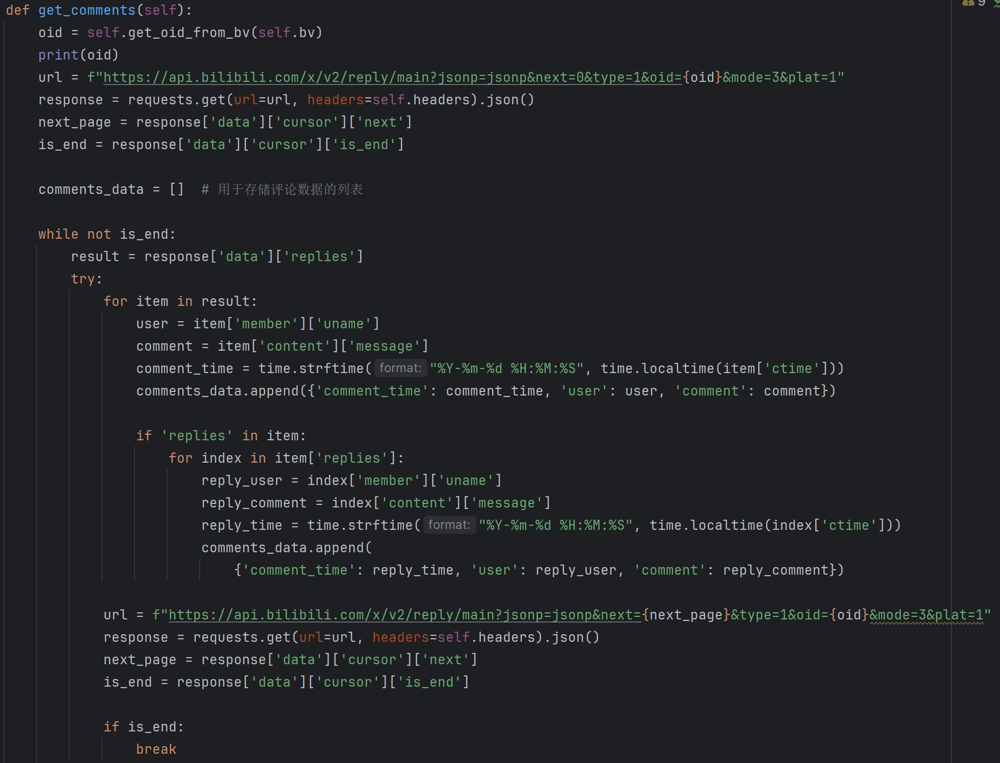 def get_comments(self):
    oid = self.get_oid_from_bv(self.bv)
    print(oid)
    url = f"https://api.bilibili.com/x/v2/reply/main?jsonp=jsonp&next=0&type=1&oid={oid}&mode=3&plat=1"
    response = requests.get(url=url, headers=self.headers).json()
    next_page = response['data']['cursor']['next']
    is_end = response['data']['cursor']['is_end']

    comments_data = []  # 用于存储评论数据的列表

    while not is_end:
        result = response['data']['replies']
        try:
            for item in result:
                user = item['member']['uname']
                comment = item['content']['message']
                comment_time = time.strftime( format: "%Y-%m-%d %H:%M:%S", time.localtime(item['ctime']))
                comments_data.append({'comment_time': comment_time, 'user': user, 'comment': comment})

                if 'replies' in item:
                    for index in item['replies']:
                        reply_user = index['member']['uname']
                        reply_comment = index['content']['message']
                        reply_time = time.strftime( format: "%Y-%m-%d %H:%M:%S", time.localtime(index['ctime']))
                        comments_data.append(
                            {'comment_time': reply_time, 'user': reply_user, 'comment': reply_comment})

            url = f"https://api.bilibili.com/x/v2/reply/main?jsonp=jsonp&next={next_page}&type=1&oid={oid}&mode=3&plat=1"
            response = requests.get(url=url, headers=self.headers).json()
            next_page = response['data']['cursor']['next']
            is_end = response['data']['cursor']['is_end']

            if is_end:
                break